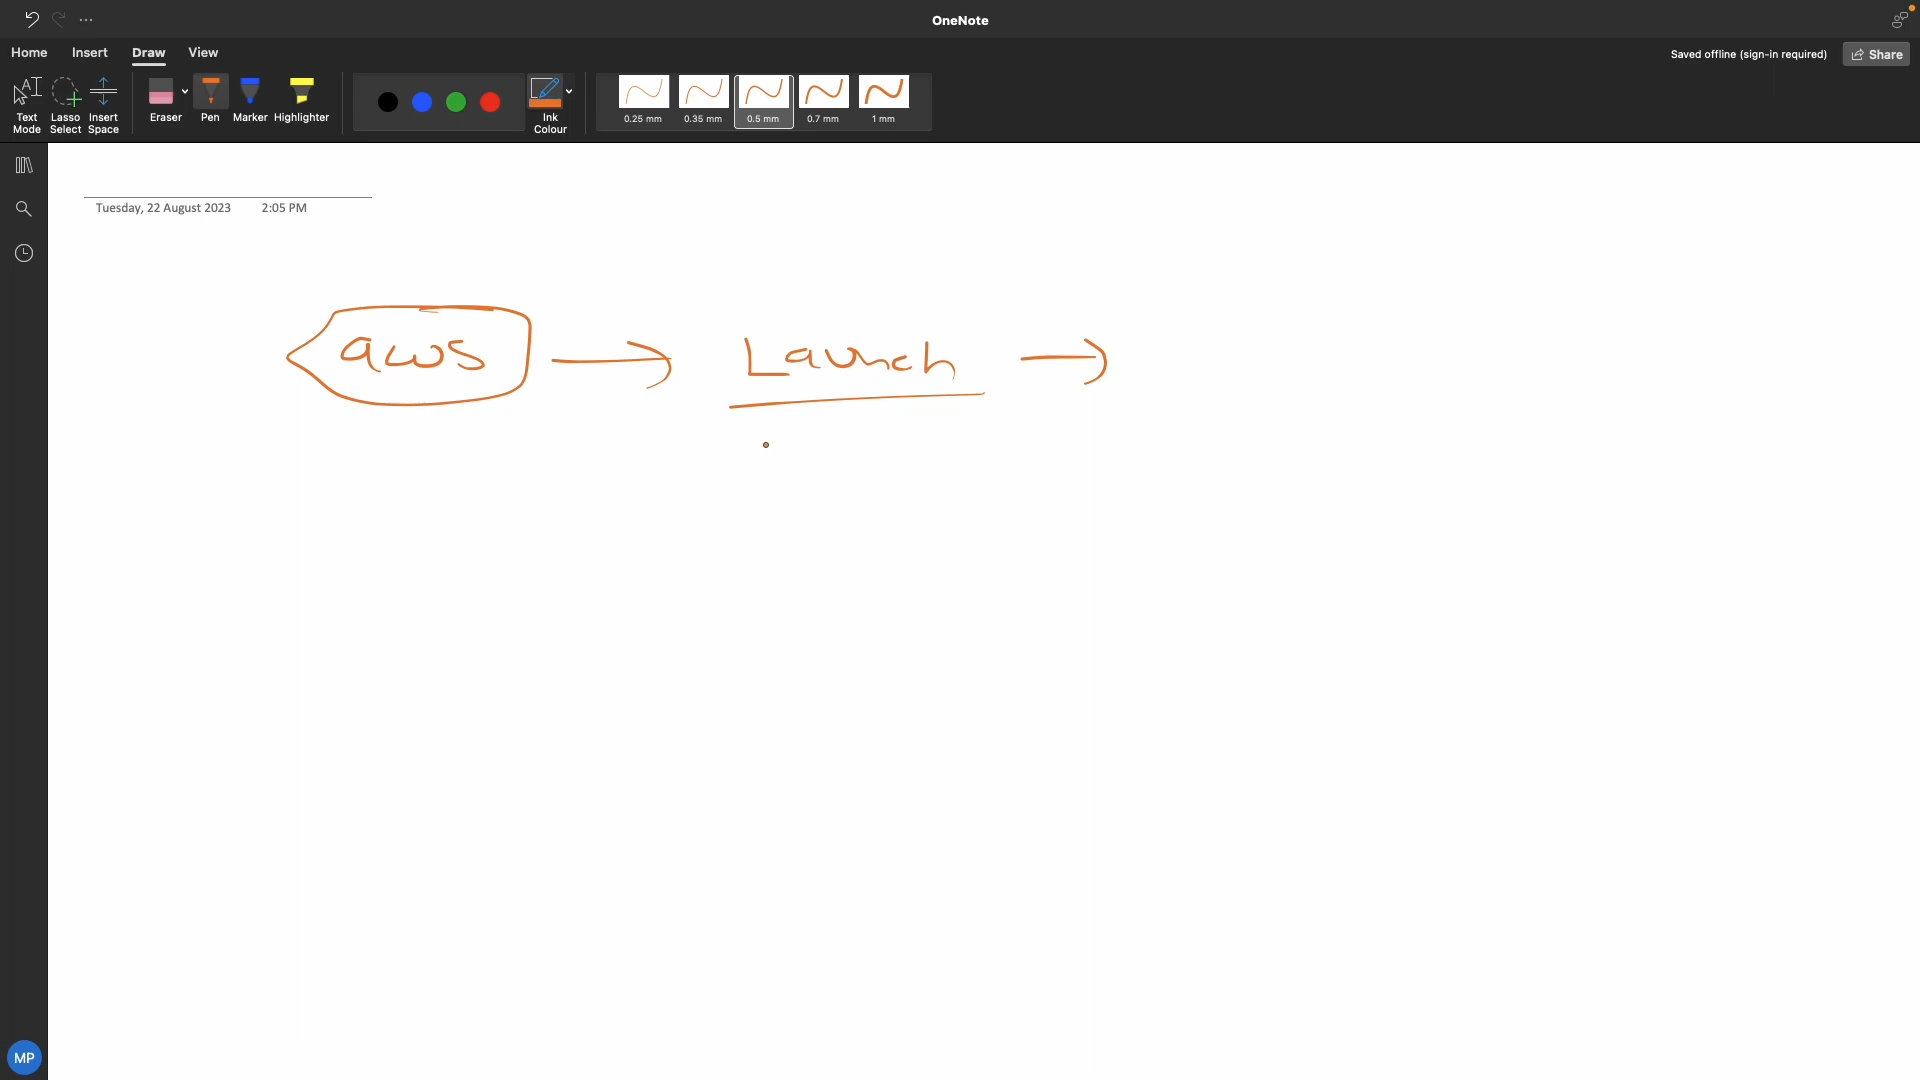 OneNote
Home Insert Draw View
Saved offline (sign-in required) Share
Text Mode Lasso Select Insert Space Eraser Pen Marker Highlighter Ink Colour 0.25 mm 0.35 mm 0.5 mm 0.7 mm 1 mm
Tuesday, 22 August 2023 2:05 PM
aws → Launch →
MP